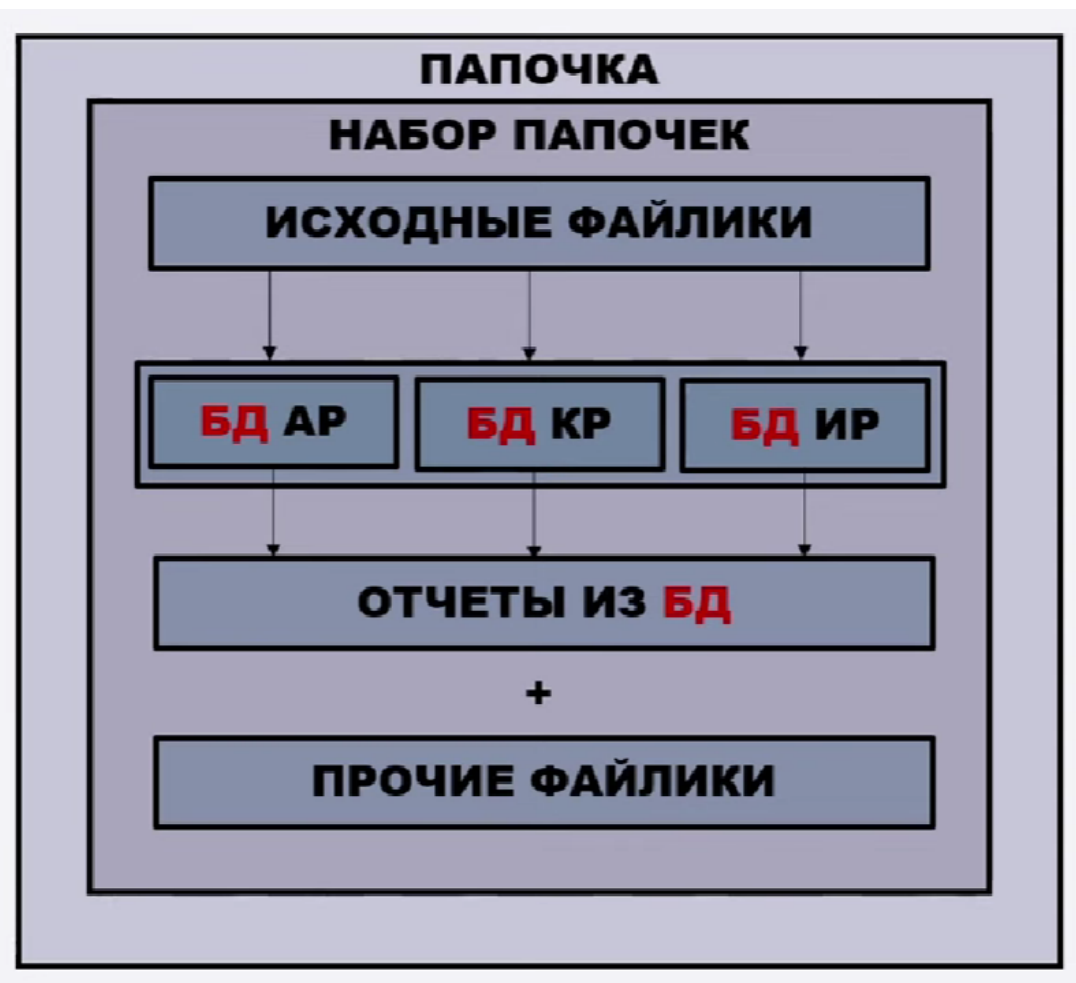 ПАПОЧКА
НАБОР ПАПОЧЕК
ИСХОДНЫЕ ФАЙЛИКИ
БД АР
БД КР
БД ИР
ОТЧЕТЫ ИЗ БД
+
ПРОЧИЕ ФАЙЛИКИ